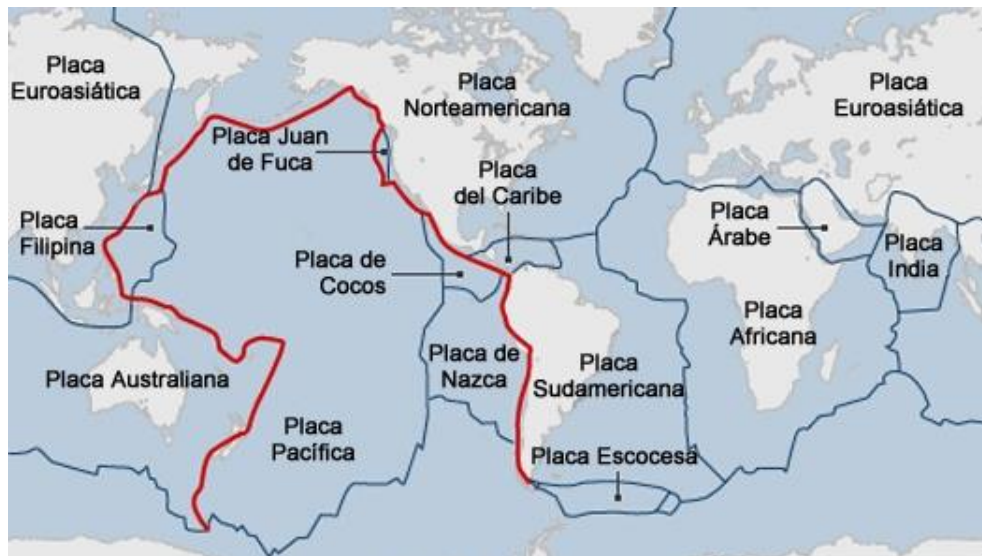 Placa
Euroasiática
Placa
Norteamericana
Placa
Euroasiática
Placa Juan
de Fuca
Placa
del Caribe
Placa
Filipina
Placa
Árabe
Placa
India
Placa de
Cocos
Placa
Africana
Placa Australiana
Placa de
Nazca
Placa
Sudamericana
Placa
Pacífica
Placa Escocesa